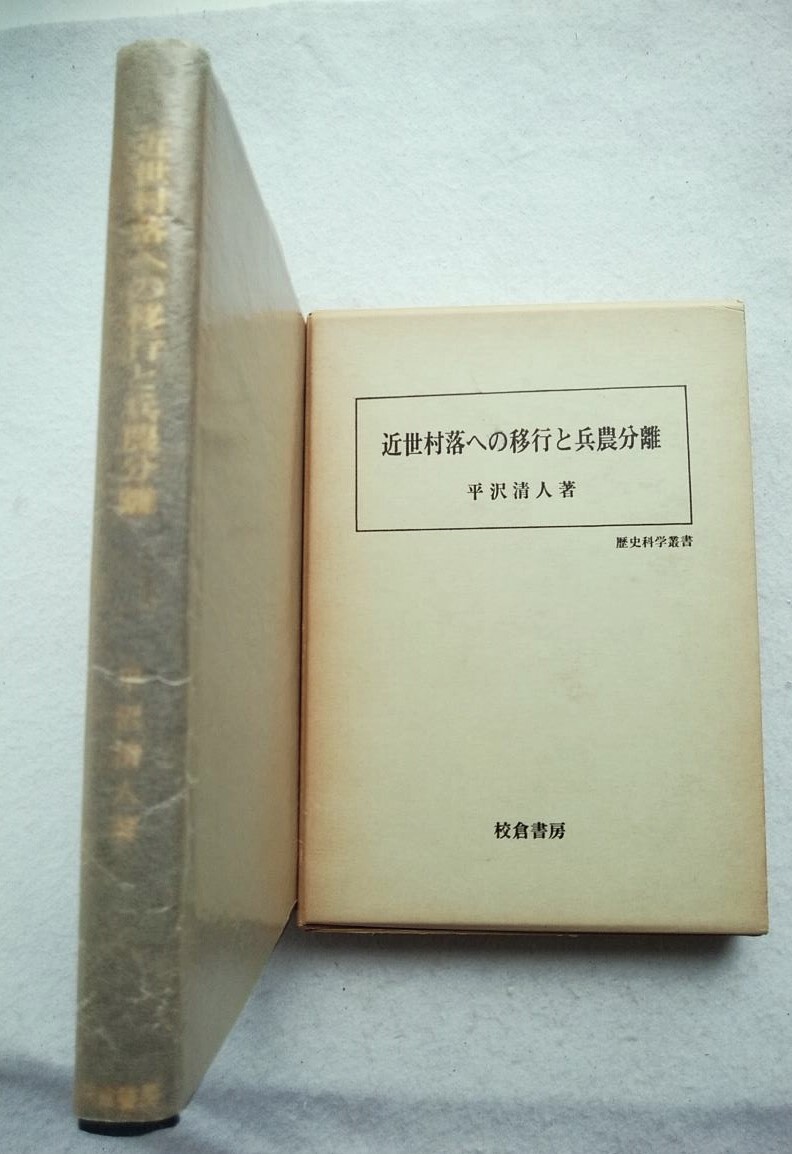 近世村落への移行と兵農分離
平沢清人著
近世村落への移行と兵農分離
平沢清人著
歴史科学叢書
校倉書房